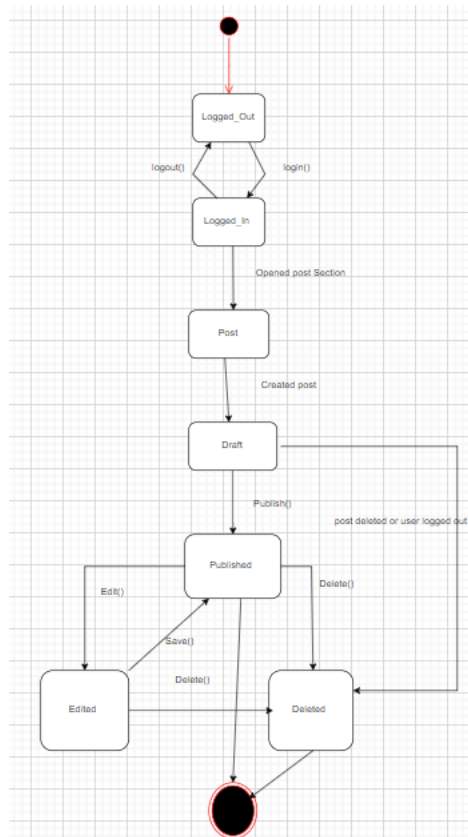 Logged_Out
logout()
login()
Logged_In
Opened post Section
Post
Created post
Draft
Publish()
post deleted or user logged out
Published
Edit()
Delete()
Save()
Delete()
Edited
Deleted